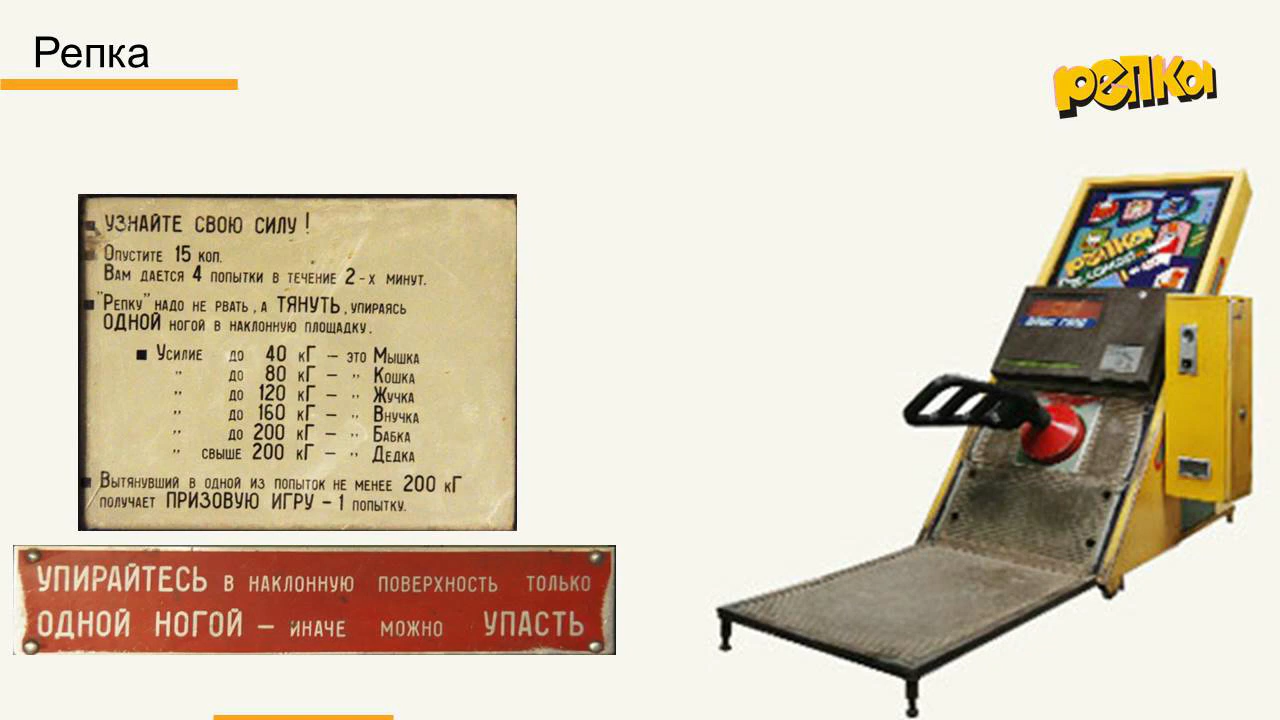 Репка
репка
УЗНАЙТЕ СВОЮ СИЛУ!
Опустите 15 коп.
Вам дается 4 попытки в течение 2-х минут.
"Репку" надо не рвать, а ТЯНУТЬ, упираясь
ОДНОЙ ногой в наклонную площадку.
Усилие до 40 кГ – это Мышка
" до 80 кГ – " Кошка
" до 120 кГ – " Жучка
" до 160 кГ – " Внучка
" до 200 кГ – " Бабка
" свыше 200 кГ – " Дедка
Вытянувший в одной из попыток не менее 200 кГ
получает ПРИЗОВУЮ ИГРУ – 1 попытку.
УПИРАЙТЕСЬ в наклонную поверхность только
ОДНОЙ НОГОЙ – иначе можно УПАСТЬ
РЕПКА